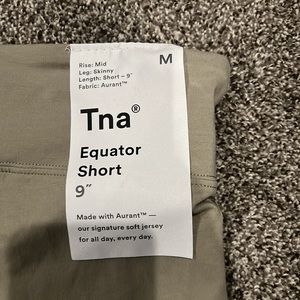 Rise: Mid
Leg: Skinny
Length: Short – 9"
Fabric: Aurant™
M
Tna®
Equator
Short
9"
Made with Aurant™ —
our signature soft jersey
for all day, every day.